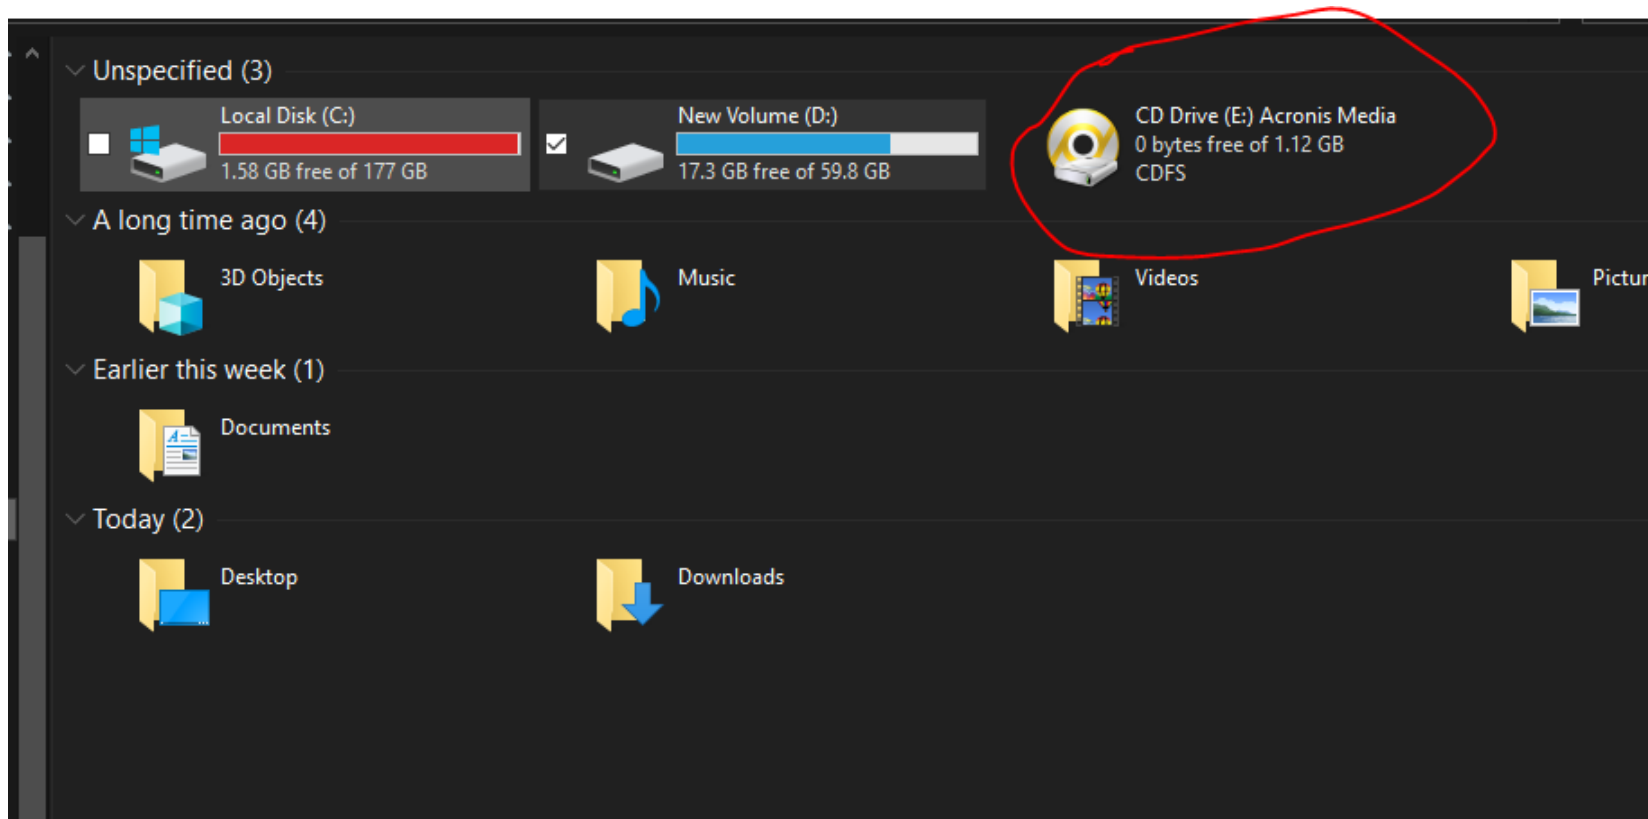 Unspecified (3)
Local Disk (C:)
1.58 GB free of 177 GB
New Volume (D:)
17.3 GB free of 59.8 GB
CD Drive (E:) Acronis Media
0 bytes free of 1.12 GB
CDFS
A long time ago (4)
3D Objects
Music
Videos
Pictur
Earlier this week (1)
Documents
Today (2)
Desktop
Downloads